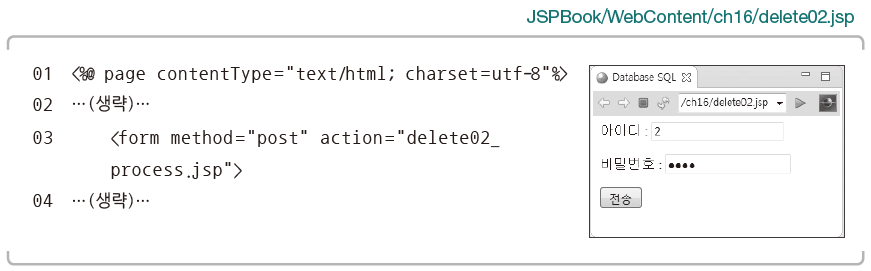 JSPBook/WebContent/ch16/delete02.jsp
01 <%@ page contentType="text/html; charset=utf-8"%>
02 …(생략)…
03 <form method="post" action="delete02_
process.jsp">
04 …(생략)…
Database SQL
/ch16/delete02.jsp
아이디 : 2
비밀번호 : ●●●●
전송